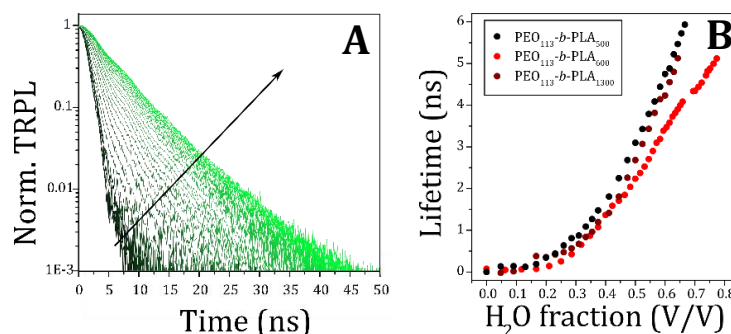 A
Norm. TRPL
1
0.1
0.01
1E-3
0 5 10 15 20 25 30 35 40 45 50
Time (ns)
B
PEO₁₁₃-b-PLA₅₀₀
PEO₁₁₃-b-PLA₆₀₀
PEO₁₁₃-b-PLA₁₃₀₀
Lifetime (ns)
6
5
4
3
2
1
0
0.0 0.1 0.2 0.3 0.4 0.5 0.6 0.7 0.8
H₂O fraction (V/V)